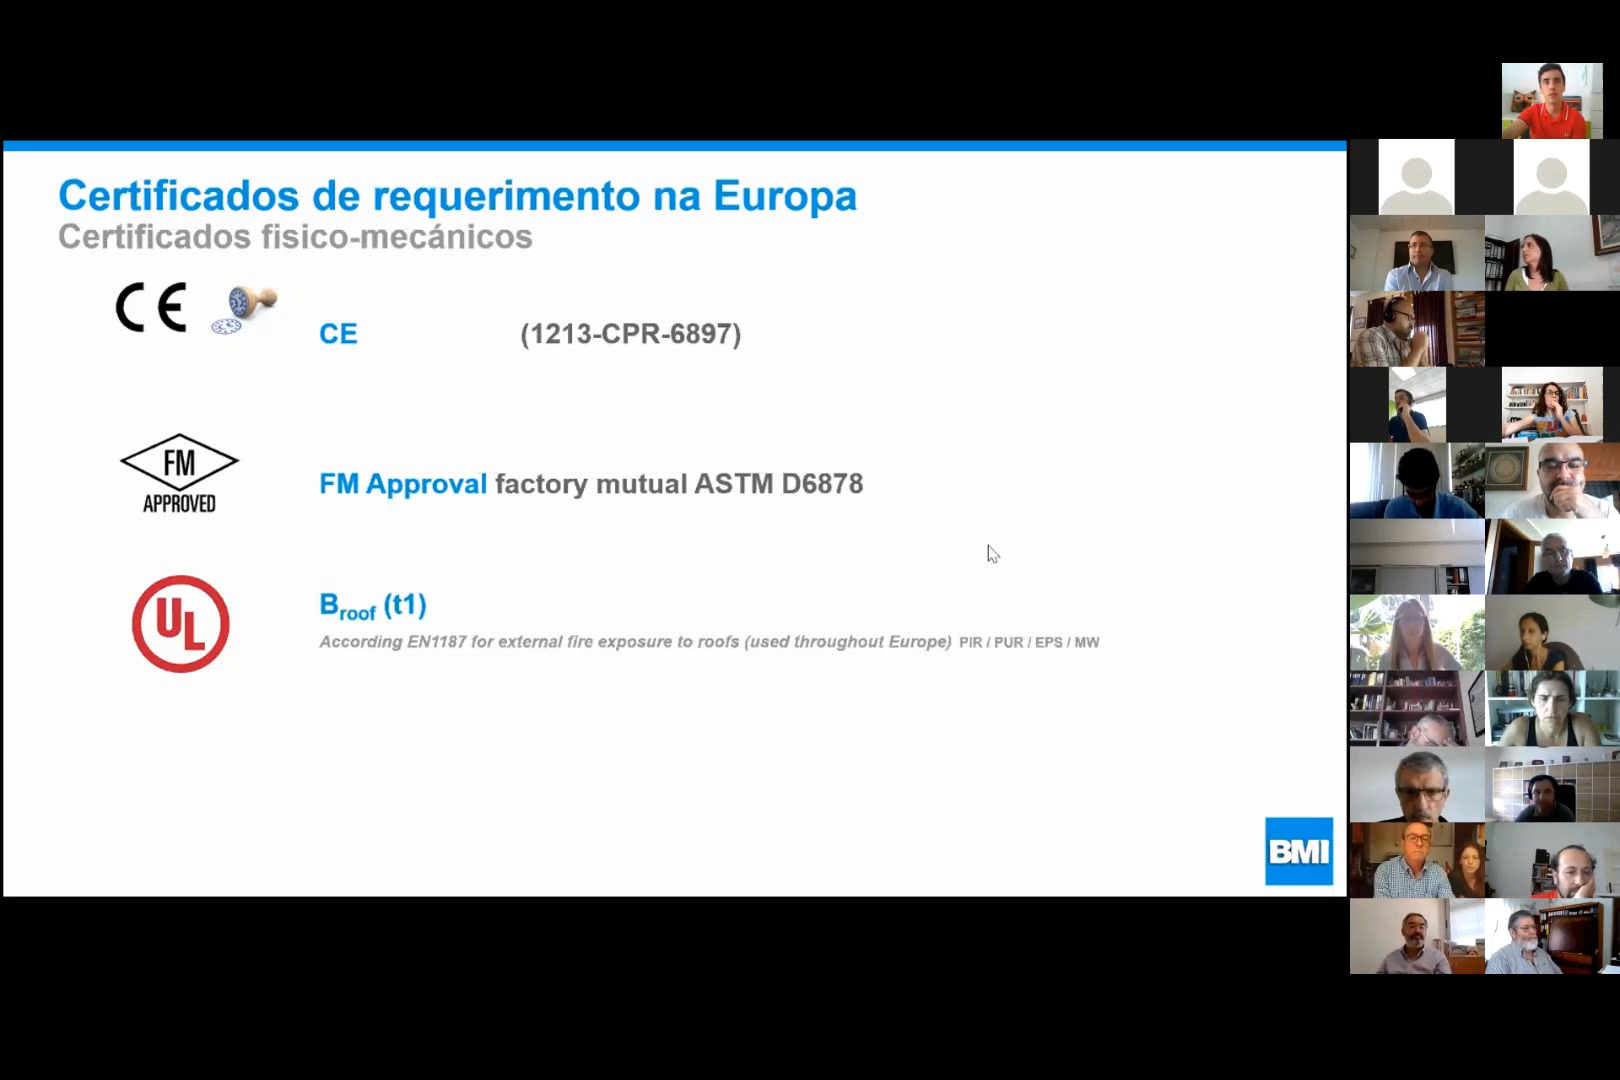 Certificados de requerimento na Europa
Certificados fisico-mecánicos
CE
CE (1213-CPR-6897)
FM
APPROVED
FM Approval factory mutual ASTM D6878
UL
Broof (t1)
According EN1187 for external fire exposure to roofs (used throughout Europe) PIR / PUR / EPS / MW
BMI